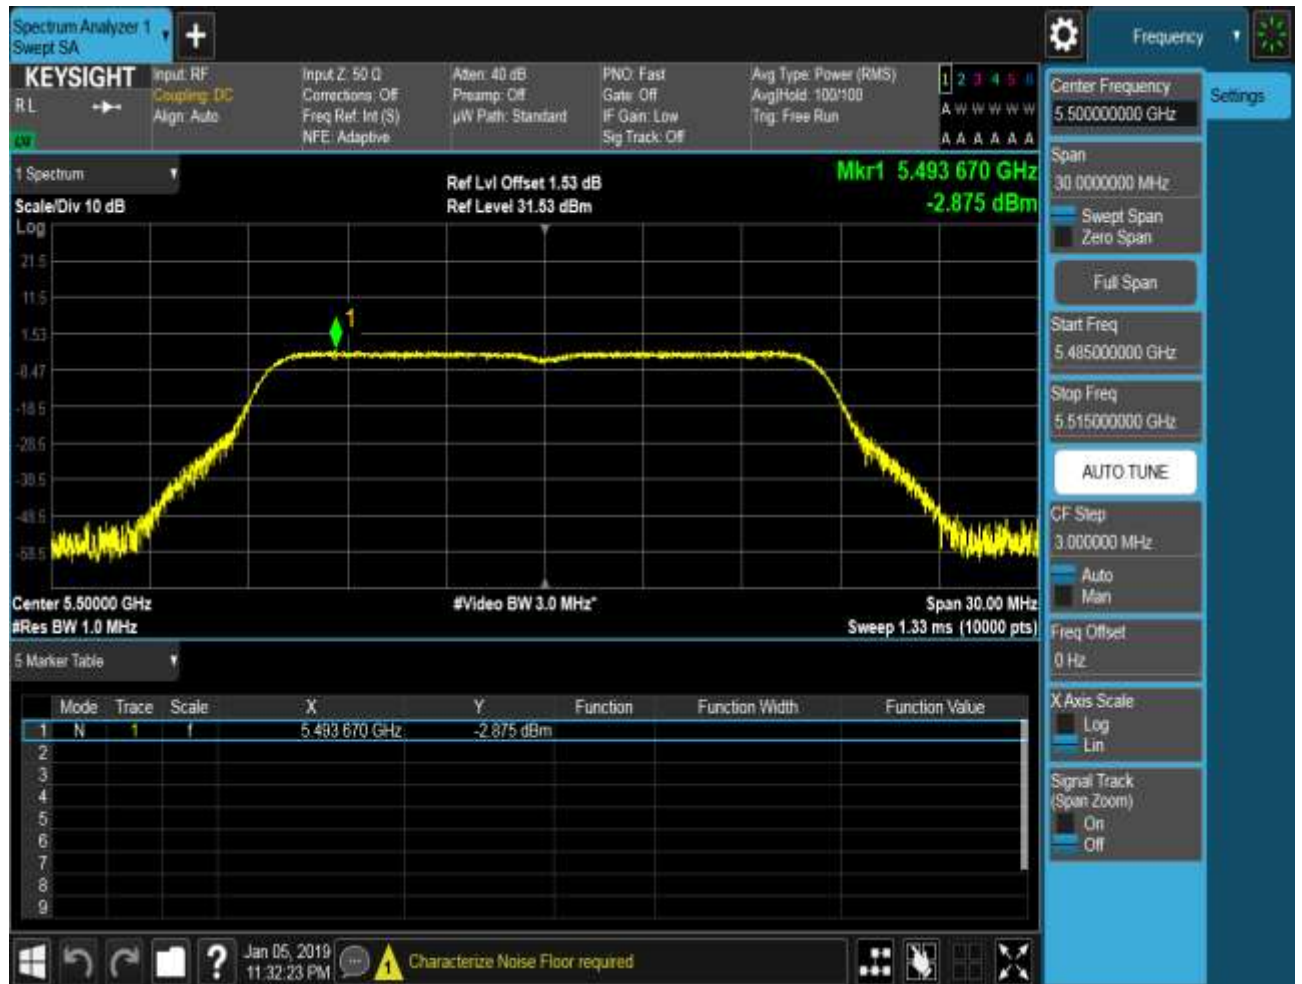 Spectrum Analyzer 1
Swept SA
+
Frequency
KEYSIGHT
RL
Input: RF
Coupling: DC
Align: Auto
Input Z: 50 Ω
Corrections: Off
Freq Ref: Int (S)
NFE: Adaptive
Atten: 40 dB
Preamp: Off
µW Path: Standard
PNO: Fast
Gate: Off
IF Gain: Low
Sig Track: Off
Avg Type: Power (RMS)
Avg|Hold: 100/100
Trig: Free Run
1 2 3 4 5 6
A W W W W W
A A A A A A
Center Frequency
5.500000000 GHz
Settings
Span
30.0000000 MHz
Swept Span
Zero Span
Full Span
Start Freq
5.485000000 GHz
Stop Freq
5.515000000 GHz
AUTO TUNE
CF Step
3.000000 MHz
Auto
Man
Freq Offset
0 Hz
X Axis Scale
Log
Lin
Signal Track
(Span Zoom)
On
Off
1 Spectrum
Scale/Div 10 dB
Log
Ref Lvl Offset 1.53 dB
Ref Level 31.53 dBm
Mkr1 5.493 670 GHz
-2.875 dBm
21.5
11.5
1.53
-8.47
-18.5
-28.5
-38.5
-48.5
-58.5
1
Center 5.50000 GHz
#Res BW 1.0 MHz
#Video BW 3.0 MHz*
Span 30.00 MHz
Sweep 1.33 ms (10000 pts)
5 Marker Table
Mode Trace Scale X Y Function Function Width Function Value
1 N 1 f 5.493 670 GHz -2.875 dBm
2
3
4
5
6
7
8
9
?
Jan 05, 2019
11:32:23 PM
1
Characterize Noise Floor required